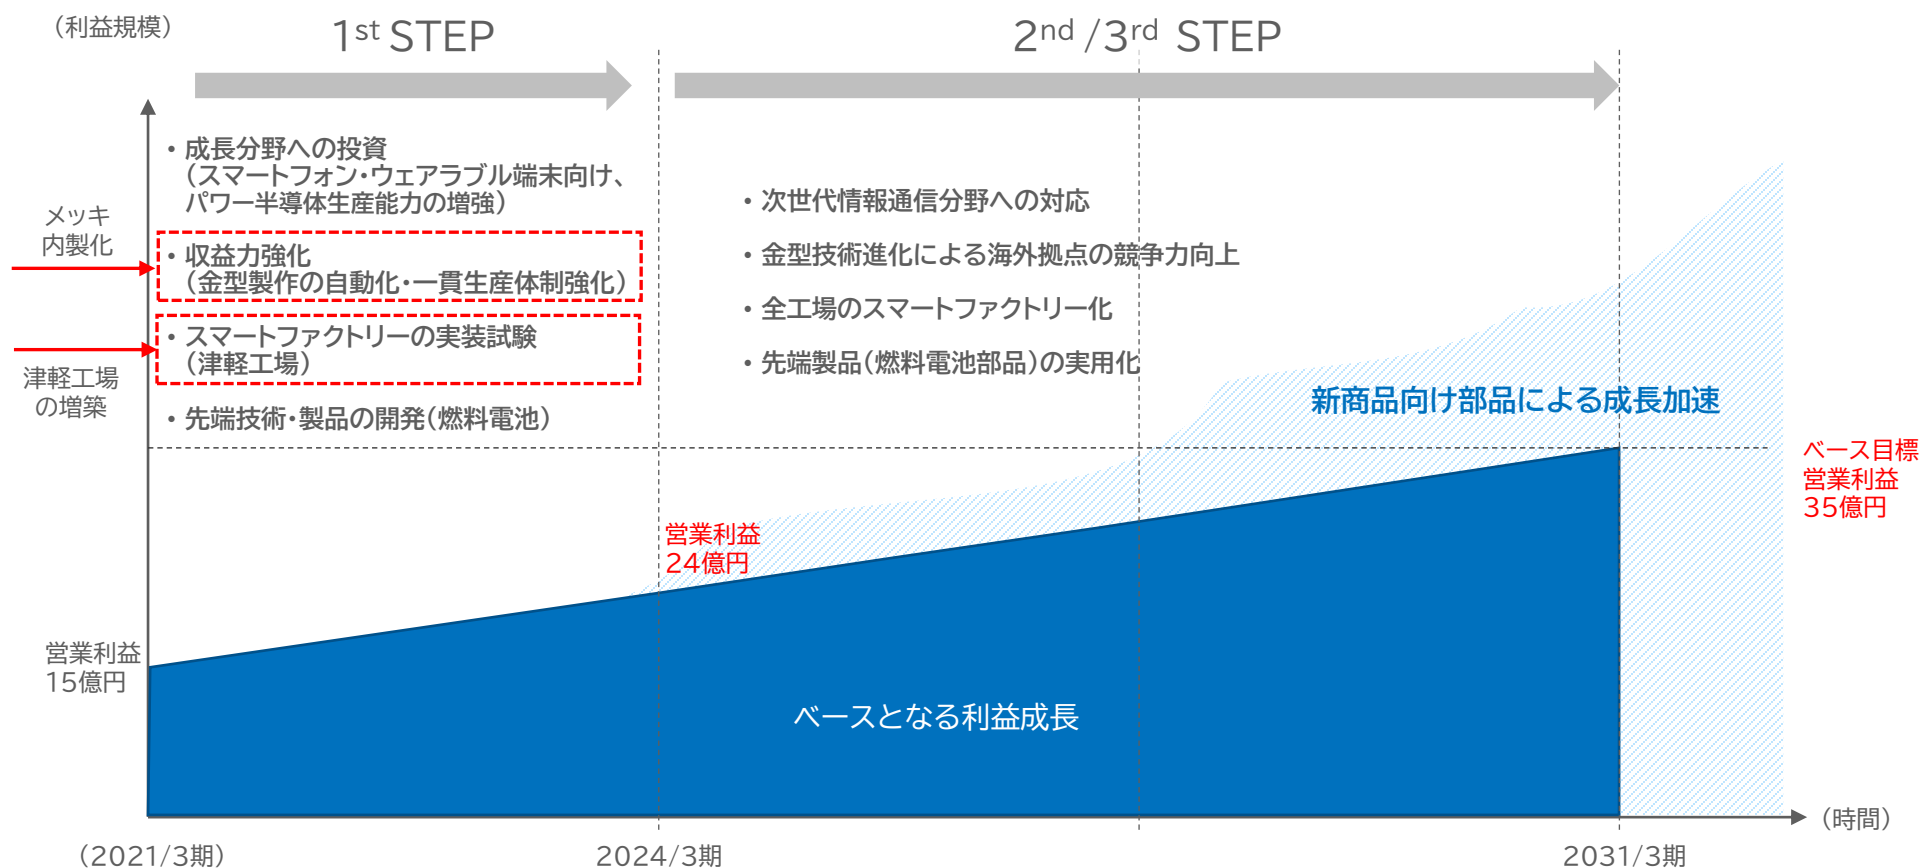 （利益規模）
1st STEP
2nd /3rd STEP
・成長分野への投資
（スマートフォン・ウェアラブル端末向け、
パワー半導体生産能力の増強）
メッキ
内製化
・収益力強化
（金型製作の自動化・一貫生産体制強化）
・スマートファクトリーの実装試験
（津軽工場）
津軽工場
の増築
・先端技術・製品の開発（燃料電池）
・次世代情報通信分野への対応
・金型技術進化による海外拠点の競争力向上
・全工場のスマートファクトリー化
・先端製品（燃料電池部品）の実用化
新商品向け部品による成長加速
ベース目標
営業利益
35億円
営業利益
24億円
営業利益
15億円
ベースとなる利益成長
（時間）
（2021/3期）
2024/3期
2031/3期